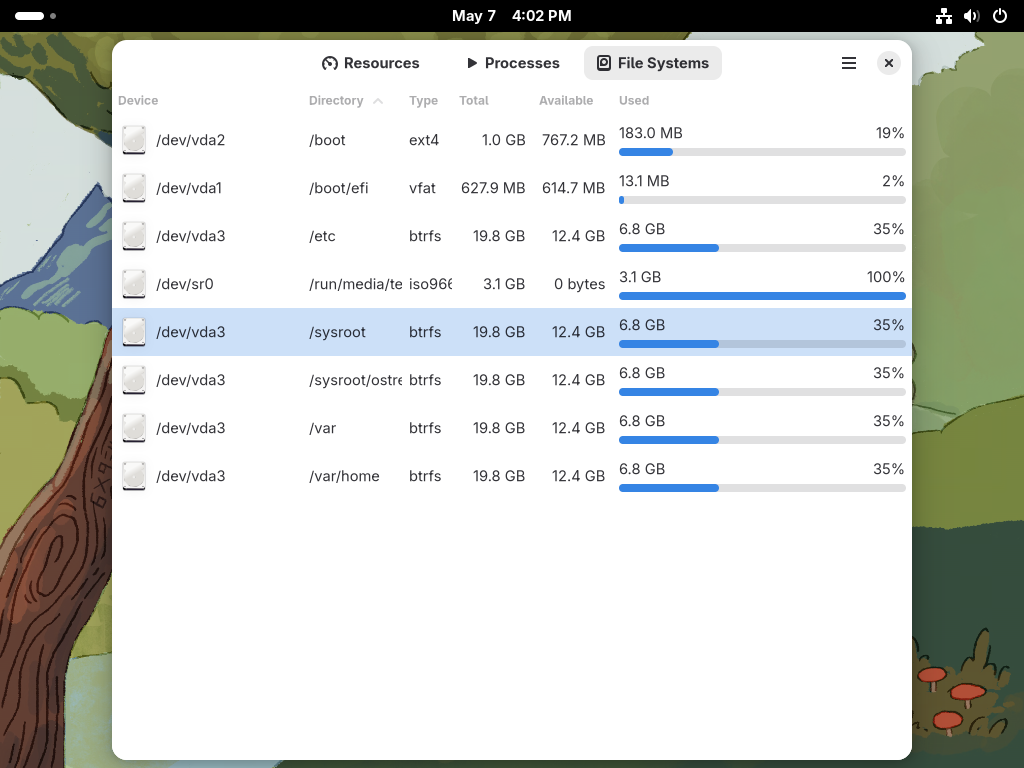 May 7 4:02 PM
Resources Processes File Systems
Device Directory Type Total Available Used
/dev/vda2 /boot ext4 1.0 GB 767.2 MB 183.0 MB 19%
/dev/vda1 /boot/efi vfat 627.9 MB 614.7 MB 13.1 MB 2%
/dev/vda3 /etc btrfs 19.8 GB 12.4 GB 6.8 GB 35%
/dev/sr0 /run/media/te iso966 3.1 GB 0 bytes 3.1 GB 100%
/dev/vda3 /sysroot btrfs 19.8 GB 12.4 GB 6.8 GB 35%
/dev/vda3 /sysroot/ostre btrfs 19.8 GB 12.4 GB 6.8 GB 35%
/dev/vda3 /var btrfs 19.8 GB 12.4 GB 6.8 GB 35%
/dev/vda3 /var/home btrfs 19.8 GB 12.4 GB 6.8 GB 35%